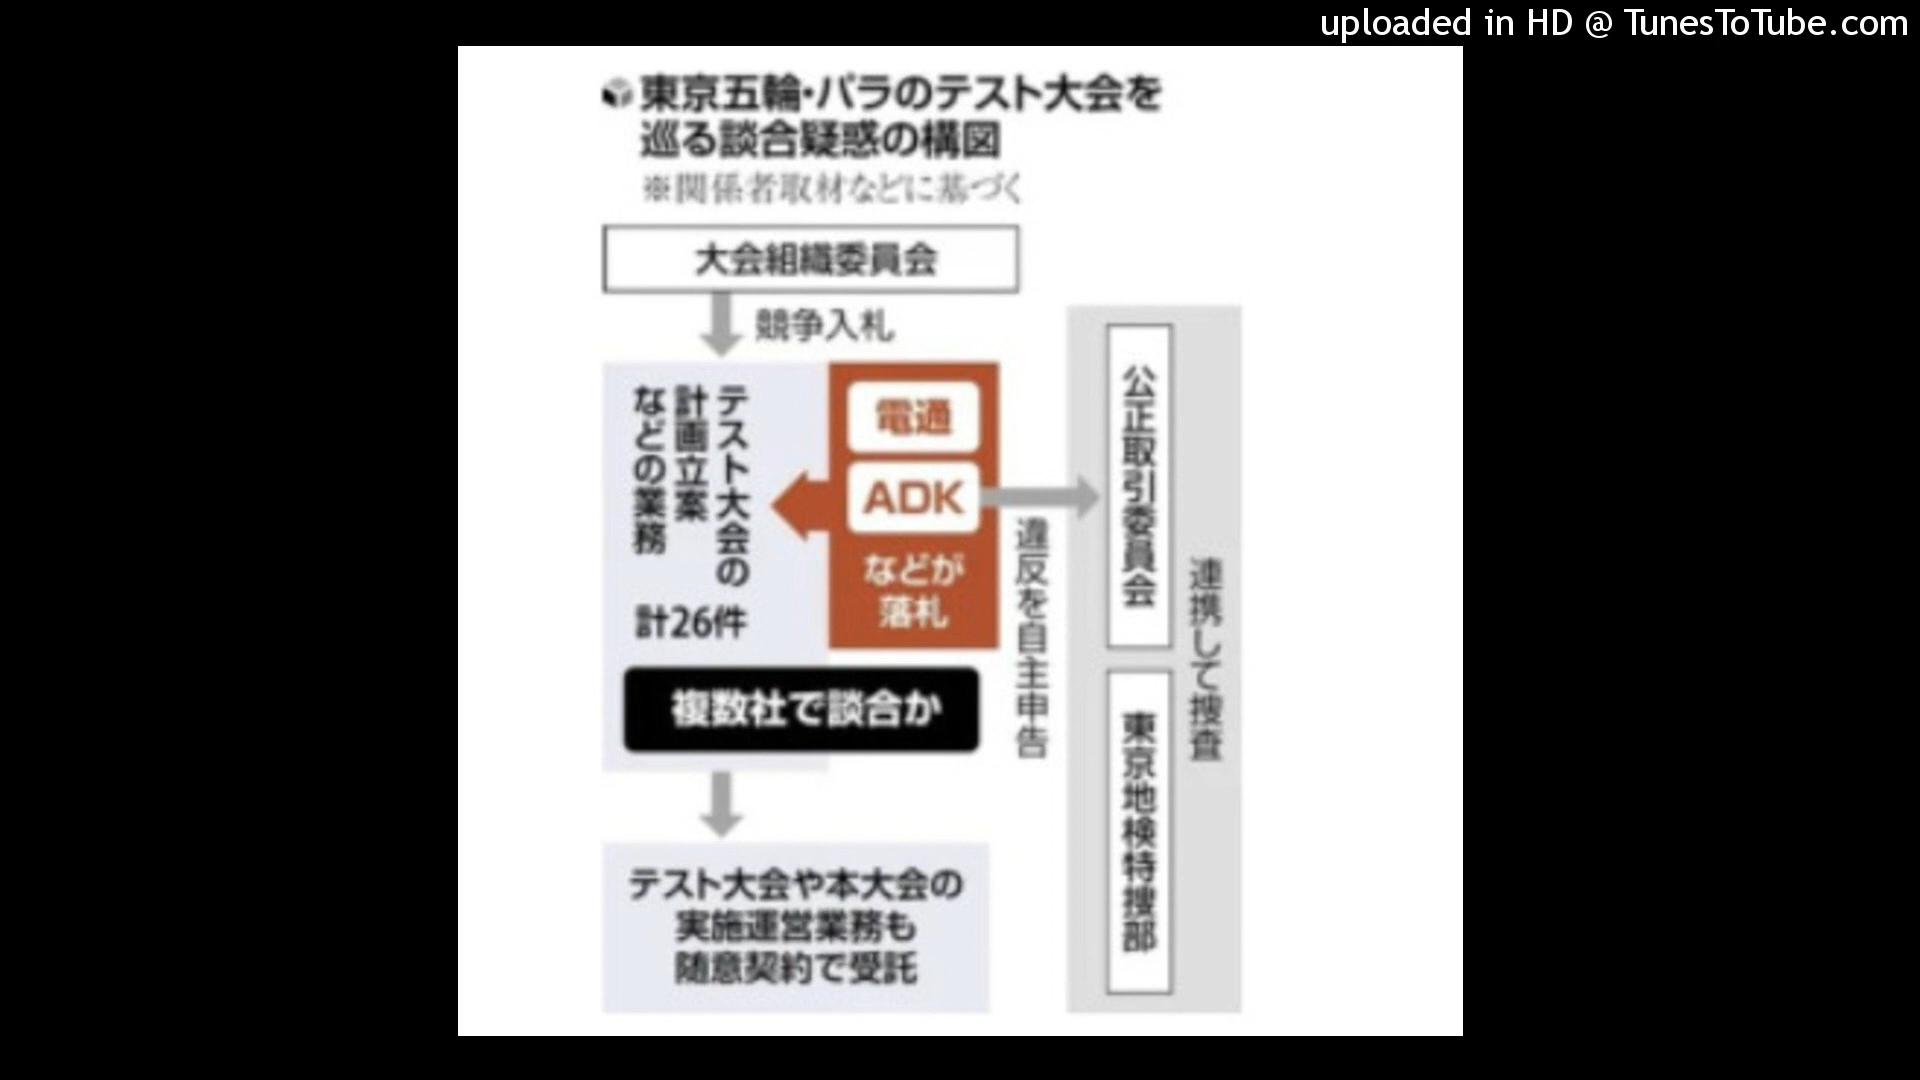 uploaded in HD @ TunesToTube.com
東京五輪・パラのテスト大会を
巡る談合疑惑の構図
※関係者取材などに基づく
大会組織委員会
競争入札
テスト大会の
計画立案
などの業務
計26件
電通
ADK
などが
落札
複数社で談合か
違反を自主申告
公正取引委員会
東京地検特捜部
連携して捜査
テスト大会や本大会の
実施運営業務も
随意契約で受託